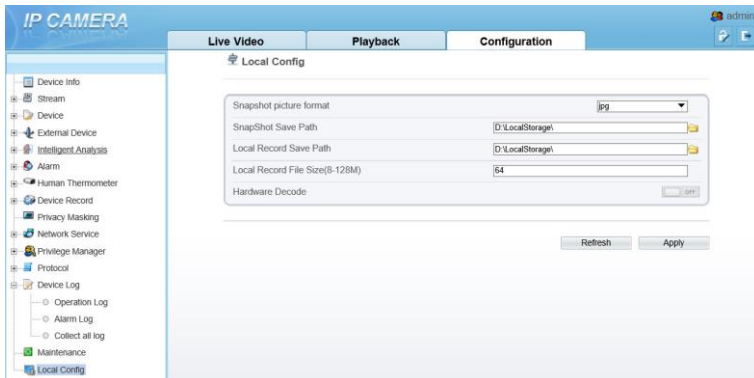 IP CAMERA
admin
Live Video Playback Configuration
Local Config
Device Info
Stream
Device
External Device
Intelligent Analysis
Alarm
Human Thermometer
Device Record
Privacy Masking
Network Service
Privilege Manager
Protocol
Device Log
Operation Log
Alarm Log
Collect all log
Maintenance
Local Config
Snapshot picture format jpg
SnapShot Save Path D:\LocalStorage\
Local Record Save Path D:\LocalStorage\
Local Record File Size(8-128M) 64
Hardware Decode OFF
Refresh Apply